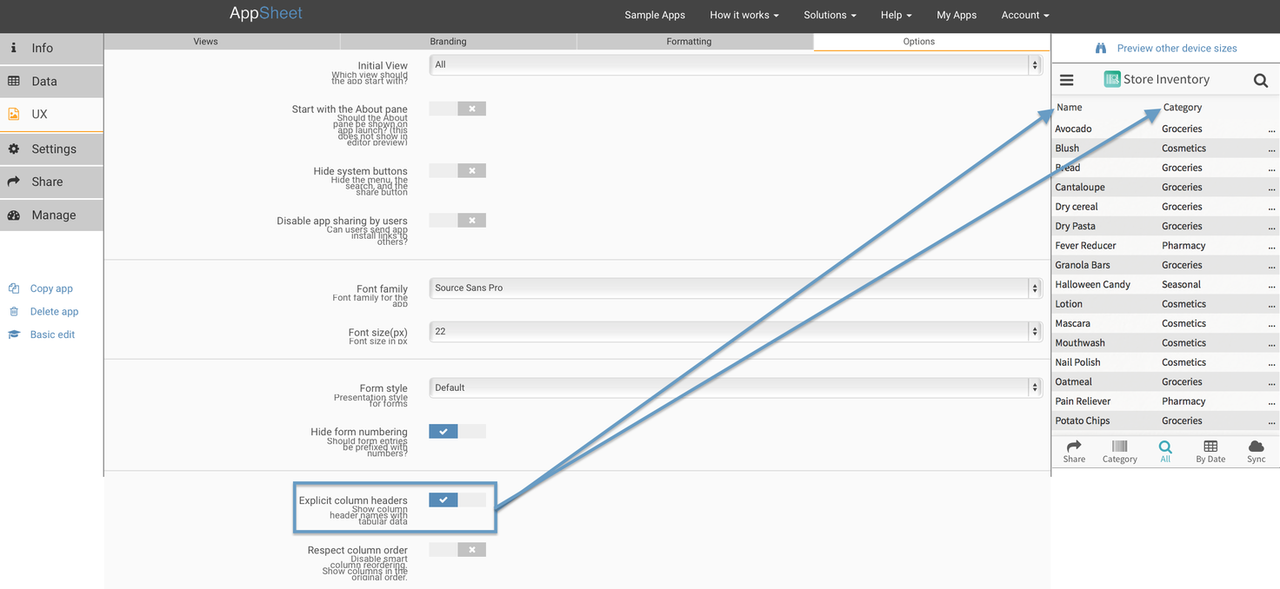 AppSheet
Sample Apps How it works Solutions Help My Apps Account
Info
Data
UX
Settings
Share
Manage
Copy app
Delete app
Basic edit
Views Branding Formatting Options
Initial View
Which view should
the app start with?
All
Start with the About pane
Should the About
pane be shown on
app launch? (this
does not show in
editor preview)
Hide system buttons
Hide the menu, the
search, and the
share button
Disable app sharing by users
Can users send app
install links to
others?
Font family
Font family for the
app
Source Sans Pro
Font size(px)
Font size in px
22
Form style
Presentation style
for forms
Default
Hide form numbering
Should form entries
be prefixed with
numbers?
Explicit column headers
Show column
header names with
tabular data
Respect column order
Disable smart
column reordering.
Show columns in the
original order.
Preview other device sizes
Store Inventory
Name Category
Avocado Groceries ...
Blush Cosmetics ...
Bread Groceries ...
Cantaloupe Groceries ...
Dry cereal Groceries ...
Dry Pasta Groceries ...
Fever Reducer Pharmacy ...
Granola Bars Groceries ...
Halloween Candy Seasonal ...
Lotion Cosmetics ...
Mascara Cosmetics ...
Mouthwash Cosmetics ...
Nail Polish Cosmetics ...
Oatmeal Groceries ...
Pain Reliever Pharmacy ...
Potato Chips Groceries ...
Share Category All By Date Sync